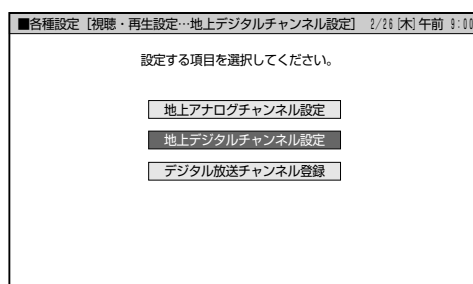 ■各種設定［視聴・再生設定…地上デジタルチャンネル設定］ 2/26[木]午前 9:00
設定する項目を選択してください。
地上アナログチャンネル設定
地上デジタルチャンネル設定
デジタル放送チャンネル登録